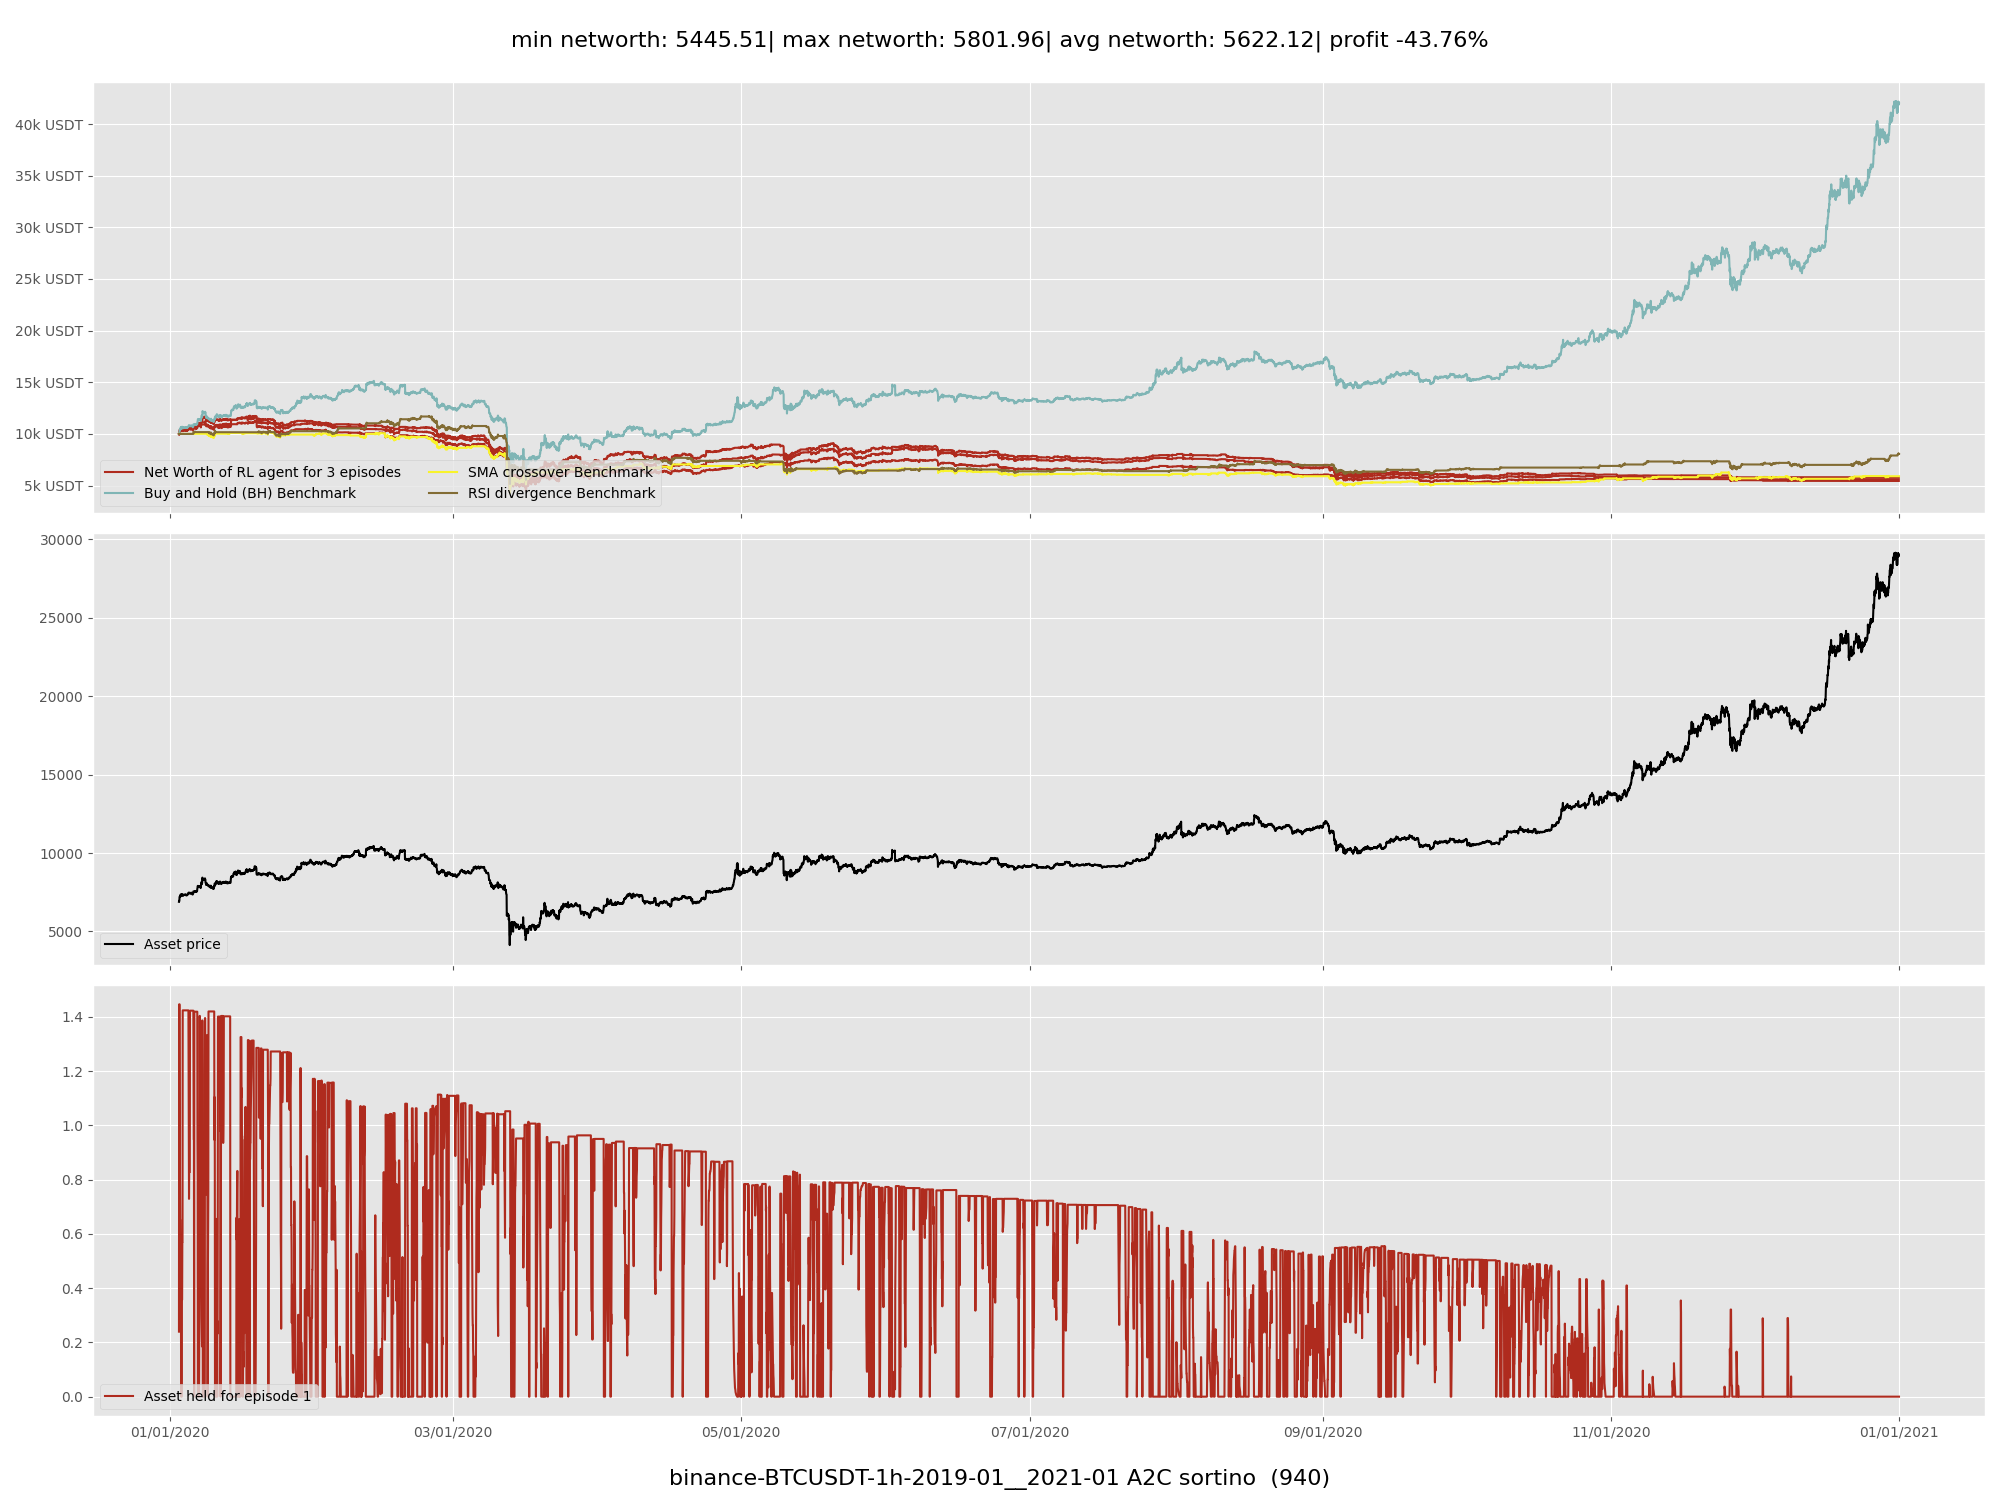 min networth: 5445.51| max networth: 5801.96| avg networth: 5622.12| profit -43.76%
40k USDT
35k USDT
30k USDT
25k USDT
20k USDT
15k USDT
10k USDT
5k USDT
Net Worth of RL agent for 3 episodes
Buy and Hold (BH) Benchmark
SMA crossover Benchmark
RSI divergence Benchmark
30000
25000
20000
15000
10000
5000
Asset price
1.4
1.2
1.0
0.8
0.6
0.4
0.2
0.0
Asset held for episode 1
01/01/2020 03/01/2020 05/01/2020 07/01/2020 09/01/2020 11/01/2020 01/01/2021
binance-BTCUSDT-1h-2019-01__2021-01 A2C sortino  (940)